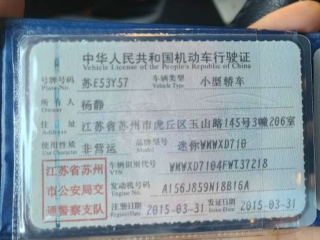 中华人民共和国机动车行驶证
Vehicle License of the People's Republic of China
号牌号码 Plate No. 苏E53Y57 车辆类型 Vehicle Type 小型轿车
所有人 Owner 杨静
住址 Address 江苏省苏州市虎丘区玉山路145号3幢206室
使用性质 Use Character 非营运 品牌型号 Model 迷你WMWXD710
江苏省苏州市公安局交通警察支队
车辆识别代号 VIN WMWXD7104FWT37218
发动机号码 Engine No. A156J859N18B16A
注册日期 Register Date 2015-03-31 发证日期 Issue Date 2015-03-31